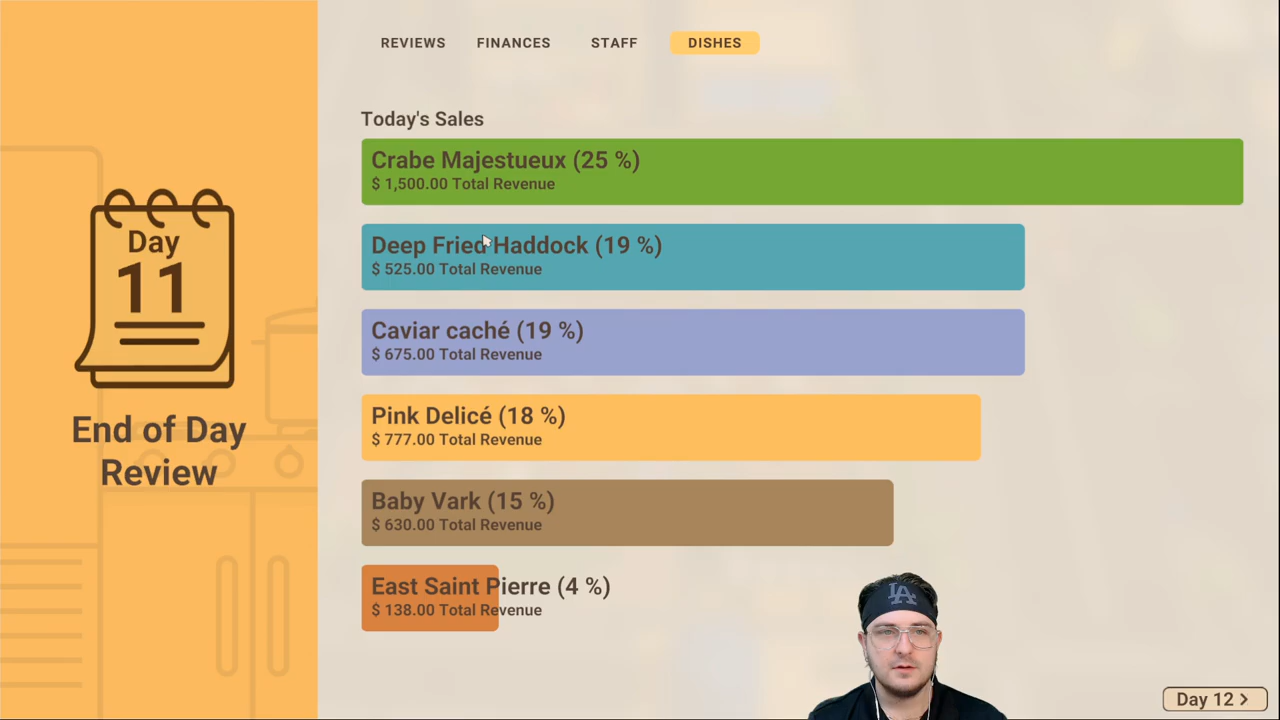 REVIEWS FINANCES STAFF DISHES
Today's Sales
Crabe Majestueux (25 %)
$ 1,500.00 Total Revenue
Deep Fried Haddock (19 %)
$ 525.00 Total Revenue
Caviar caché (19 %)
$ 675.00 Total Revenue
Pink Delicé (18 %)
$ 777.00 Total Revenue
Baby Vark (15 %)
$ 630.00 Total Revenue
East Saint Pierre (4 %)
$ 138.00 Total Revenue
Day
11
End of Day
Review
LA
Day 12 >